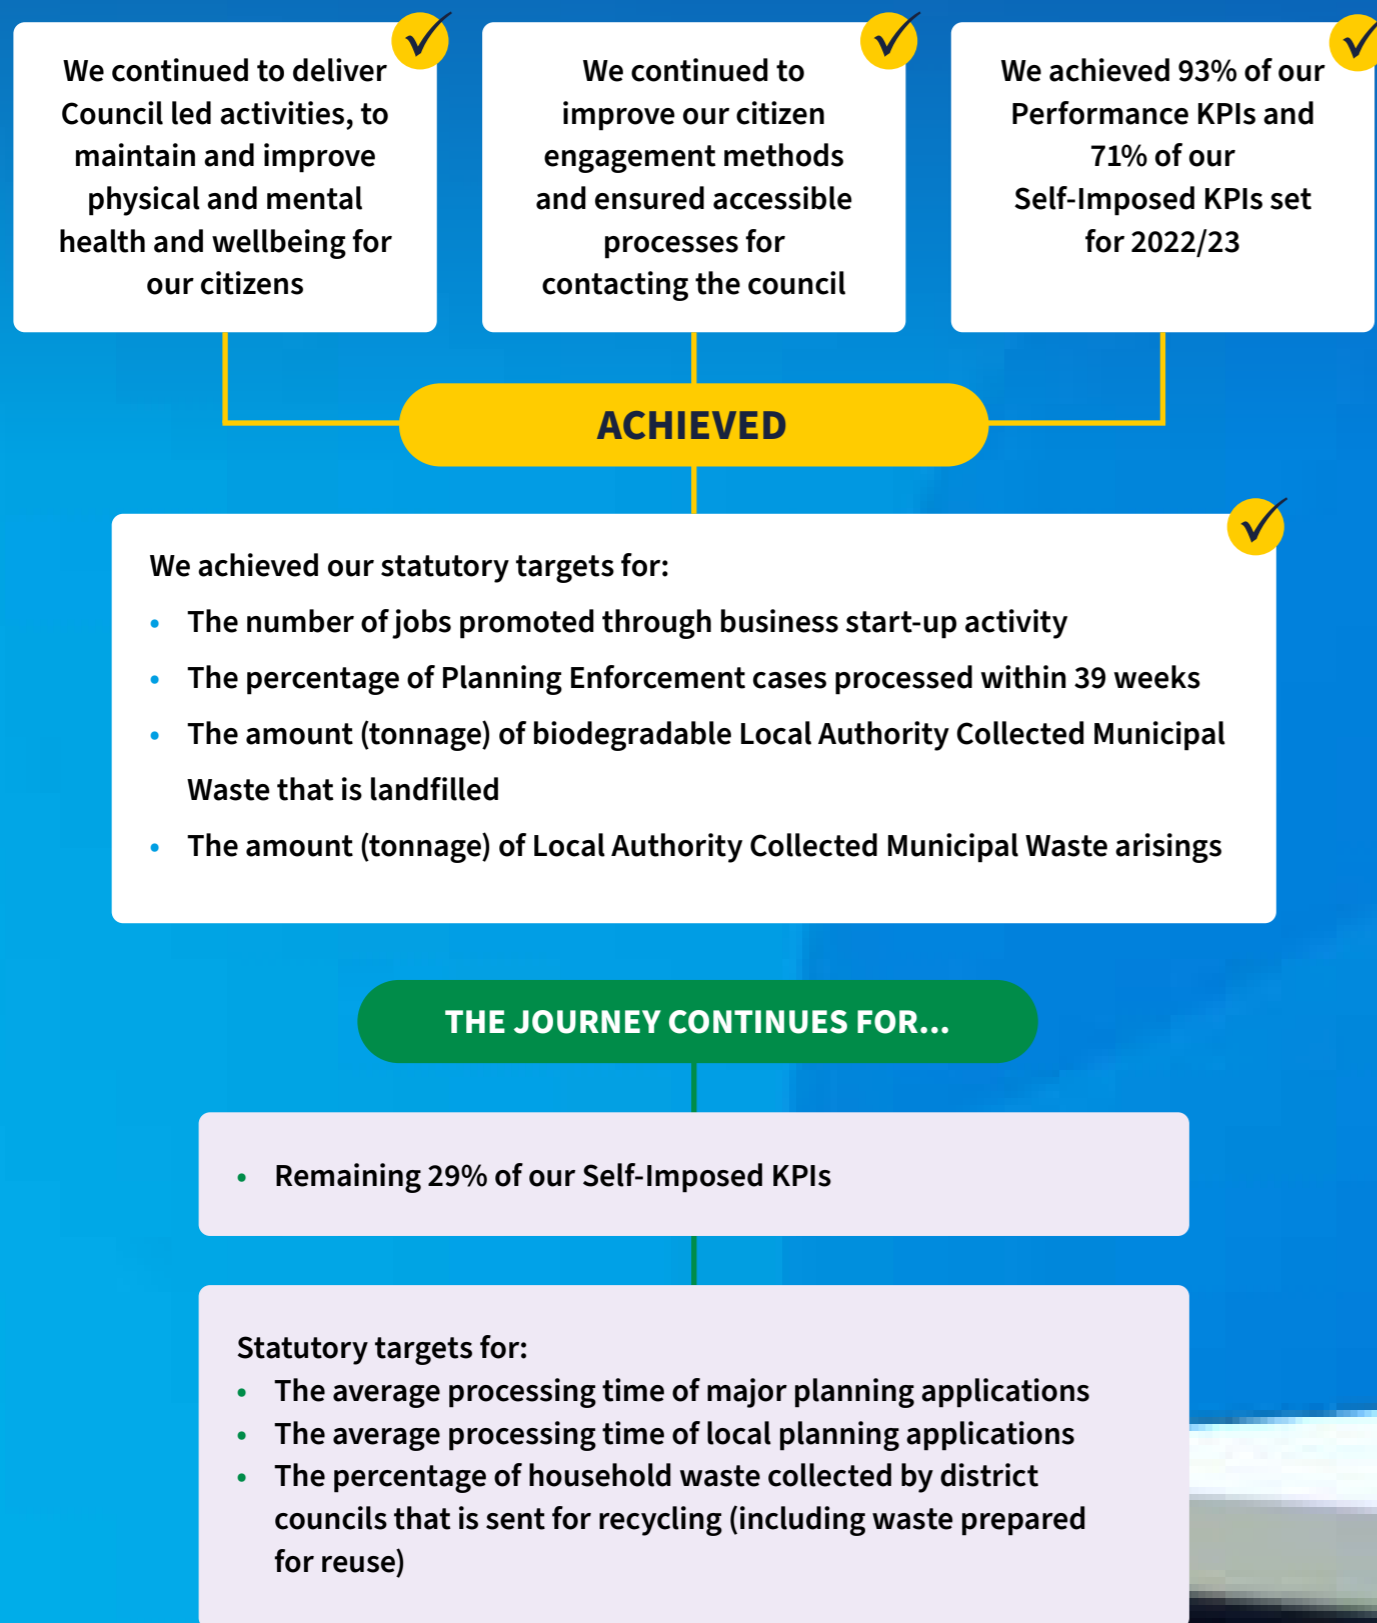 We continued to deliver
Council led activities, to
maintain and improve
physical and mental
health and wellbeing for
our citizens
We continued to
improve our citizen
engagement methods
and ensured accessible
processes for
contacting the council
We achieved 93% of our
Performance KPIs and
71% of our
Self-Imposed KPIs set
for 2022/23
ACHIEVED
We achieved our statutory targets for:
• The number of jobs promoted through business start-up activity
• The percentage of Planning Enforcement cases processed within 39 weeks
• The amount (tonnage) of biodegradable Local Authority Collected Municipal
Waste that is landfilled
• The amount (tonnage) of Local Authority Collected Municipal Waste arisings
THE JOURNEY CONTINUES FOR...
• Remaining 29% of our Self-Imposed KPIs
Statutory targets for:
• The average processing time of major planning applications
• The average processing time of local planning applications
• The percentage of household waste collected by district
councils that is sent for recycling (including waste prepared
for reuse)